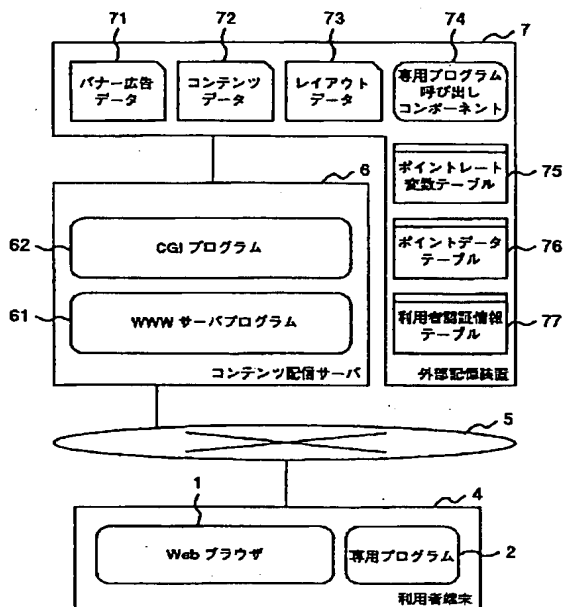 71
72
73
74
7
バナー広告
データ
コンテンツ
データ
レイアウト
データ
専用プログラム
呼び出し
コンポーネント
ポイントレート
変数テーブル
75
6
62
CGI プログラム
ポイントデータ
テーブル
76
61
WWW サーバプログラム
利用者認証情報
テーブル
77
コンテンツ配信サーバ
外部記憶装置
5
1
4
Web ブラウザ
専用プログラム
2
利用者端末